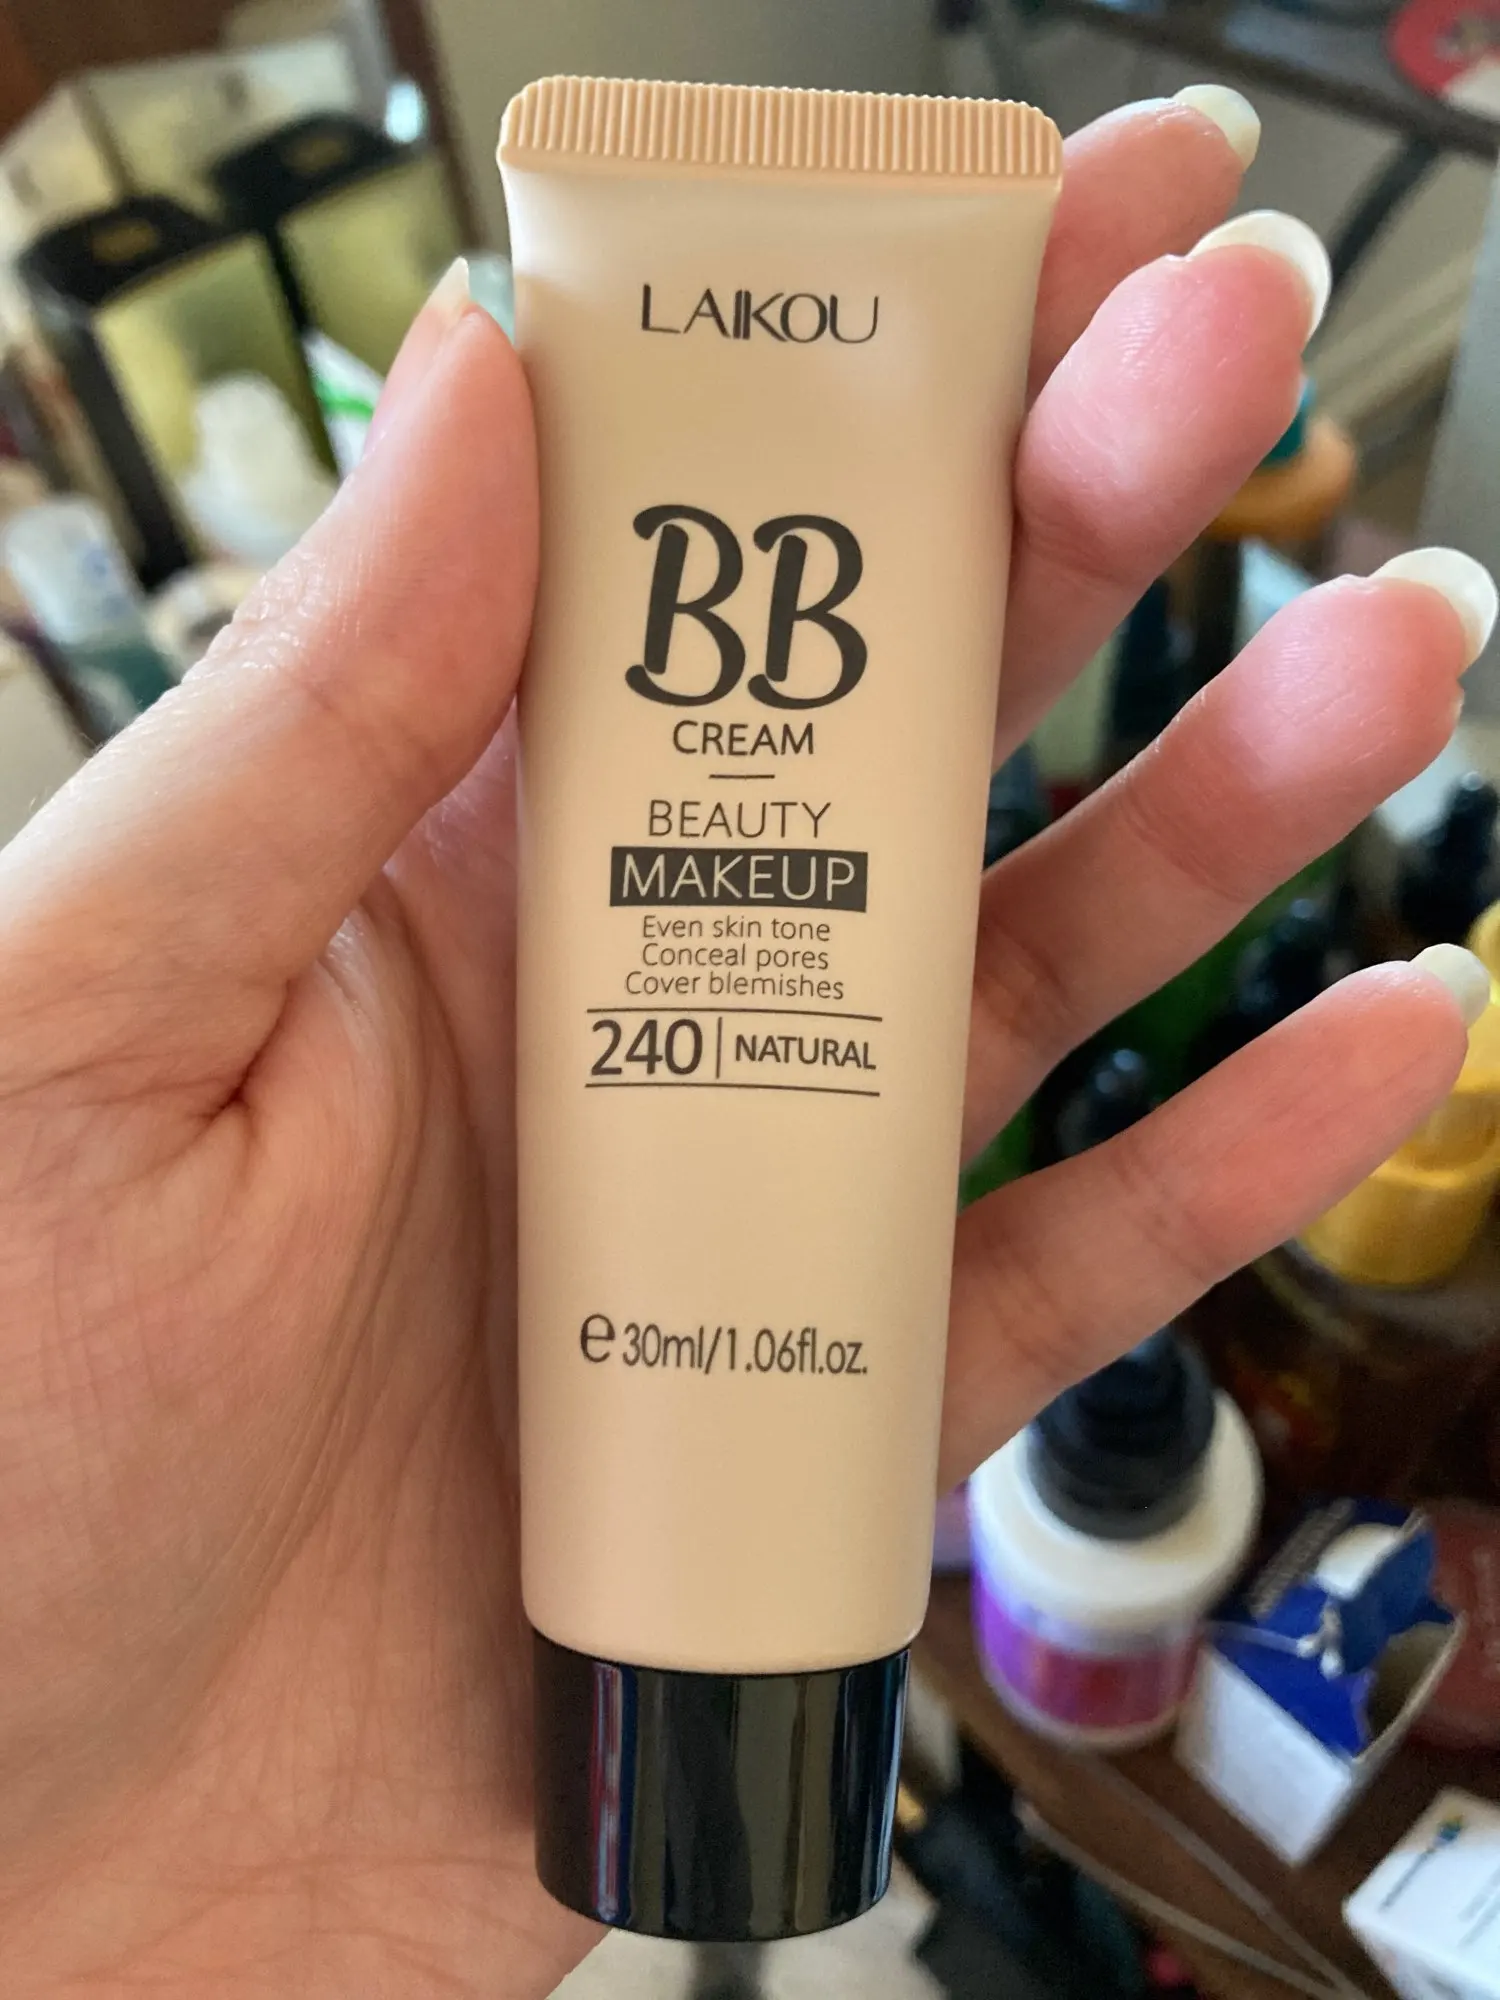 LAIKOU
BB
CREAM
BEAUTY
MAKEUP
Even skin tone
Conceal pores
Cover blemishes
240 | NATURAL
e 30ml/1.06fl.oz.